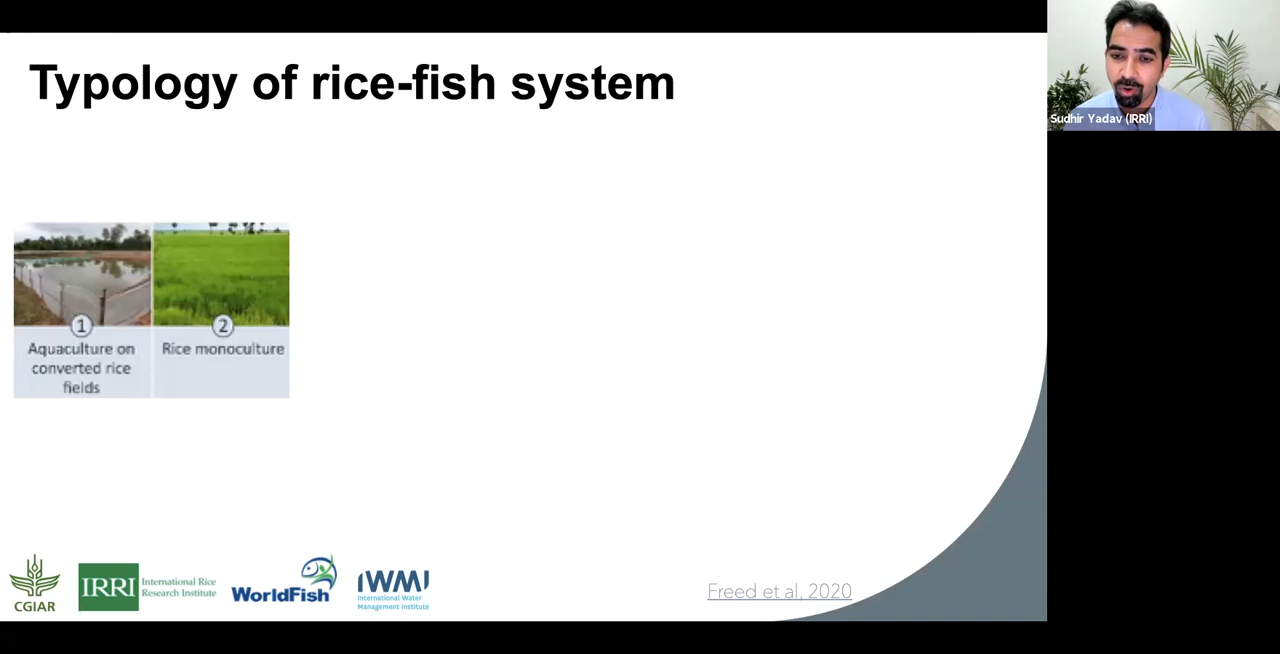 Typology of rice-fish system
Sudhir Yadav (IRRI)
1
Aquaculture on
converted rice
fields
2
Rice monoculture
CGIAR
IRRI
International Rice
Research Institute
WorldFish
IWMI
International Water
Management Institute
Freed et al, 2020